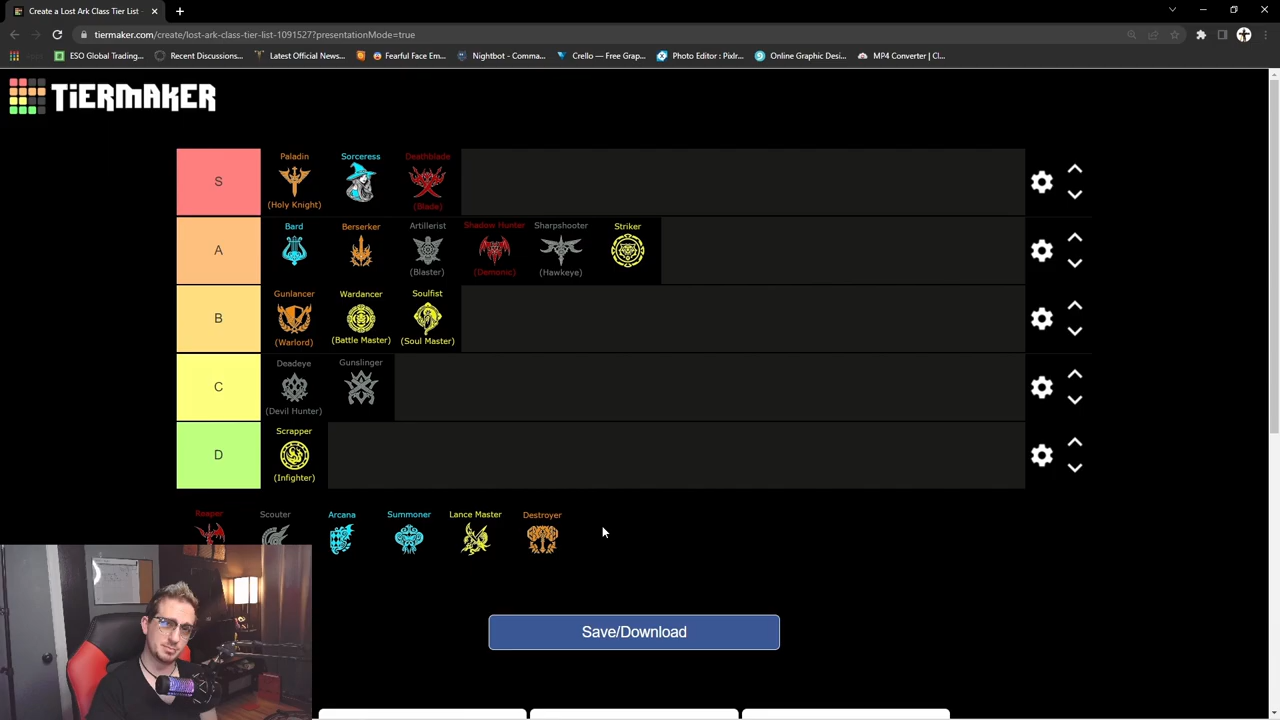 Create a Lost Ark Class Tier List -
tiermaker.com/create/lost-ark-class-tier-list-1091527?presentationMode=true
ESO Global Trading...
Recent Discussions...
Latest Official News...
Fearful Face Em...
Nightbot - Comma...
Crello — Free Grap...
Photo Editor : Pixlr...
Online Graphic Desi...
MP4 Converter | Cl...
TiERMAKER
S
Paladin
(Holy Knight)
Sorceress
Deathblade
(Blade)
A
Bard
Berserker
Artillerist
(Blaster)
Shadow Hunter
(Demonic)
Sharpshooter
(Hawkeye)
Striker
B
Gunlancer
(Warlord)
Wardancer
(Battle Master)
Soulfist
(Soul Master)
C
Deadeye
(Devil Hunter)
Gunslinger
D
Scrapper
(Infighter)
Reaper
Scouter
Arcana
Summoner
Lance Master
Destroyer
Save/Download